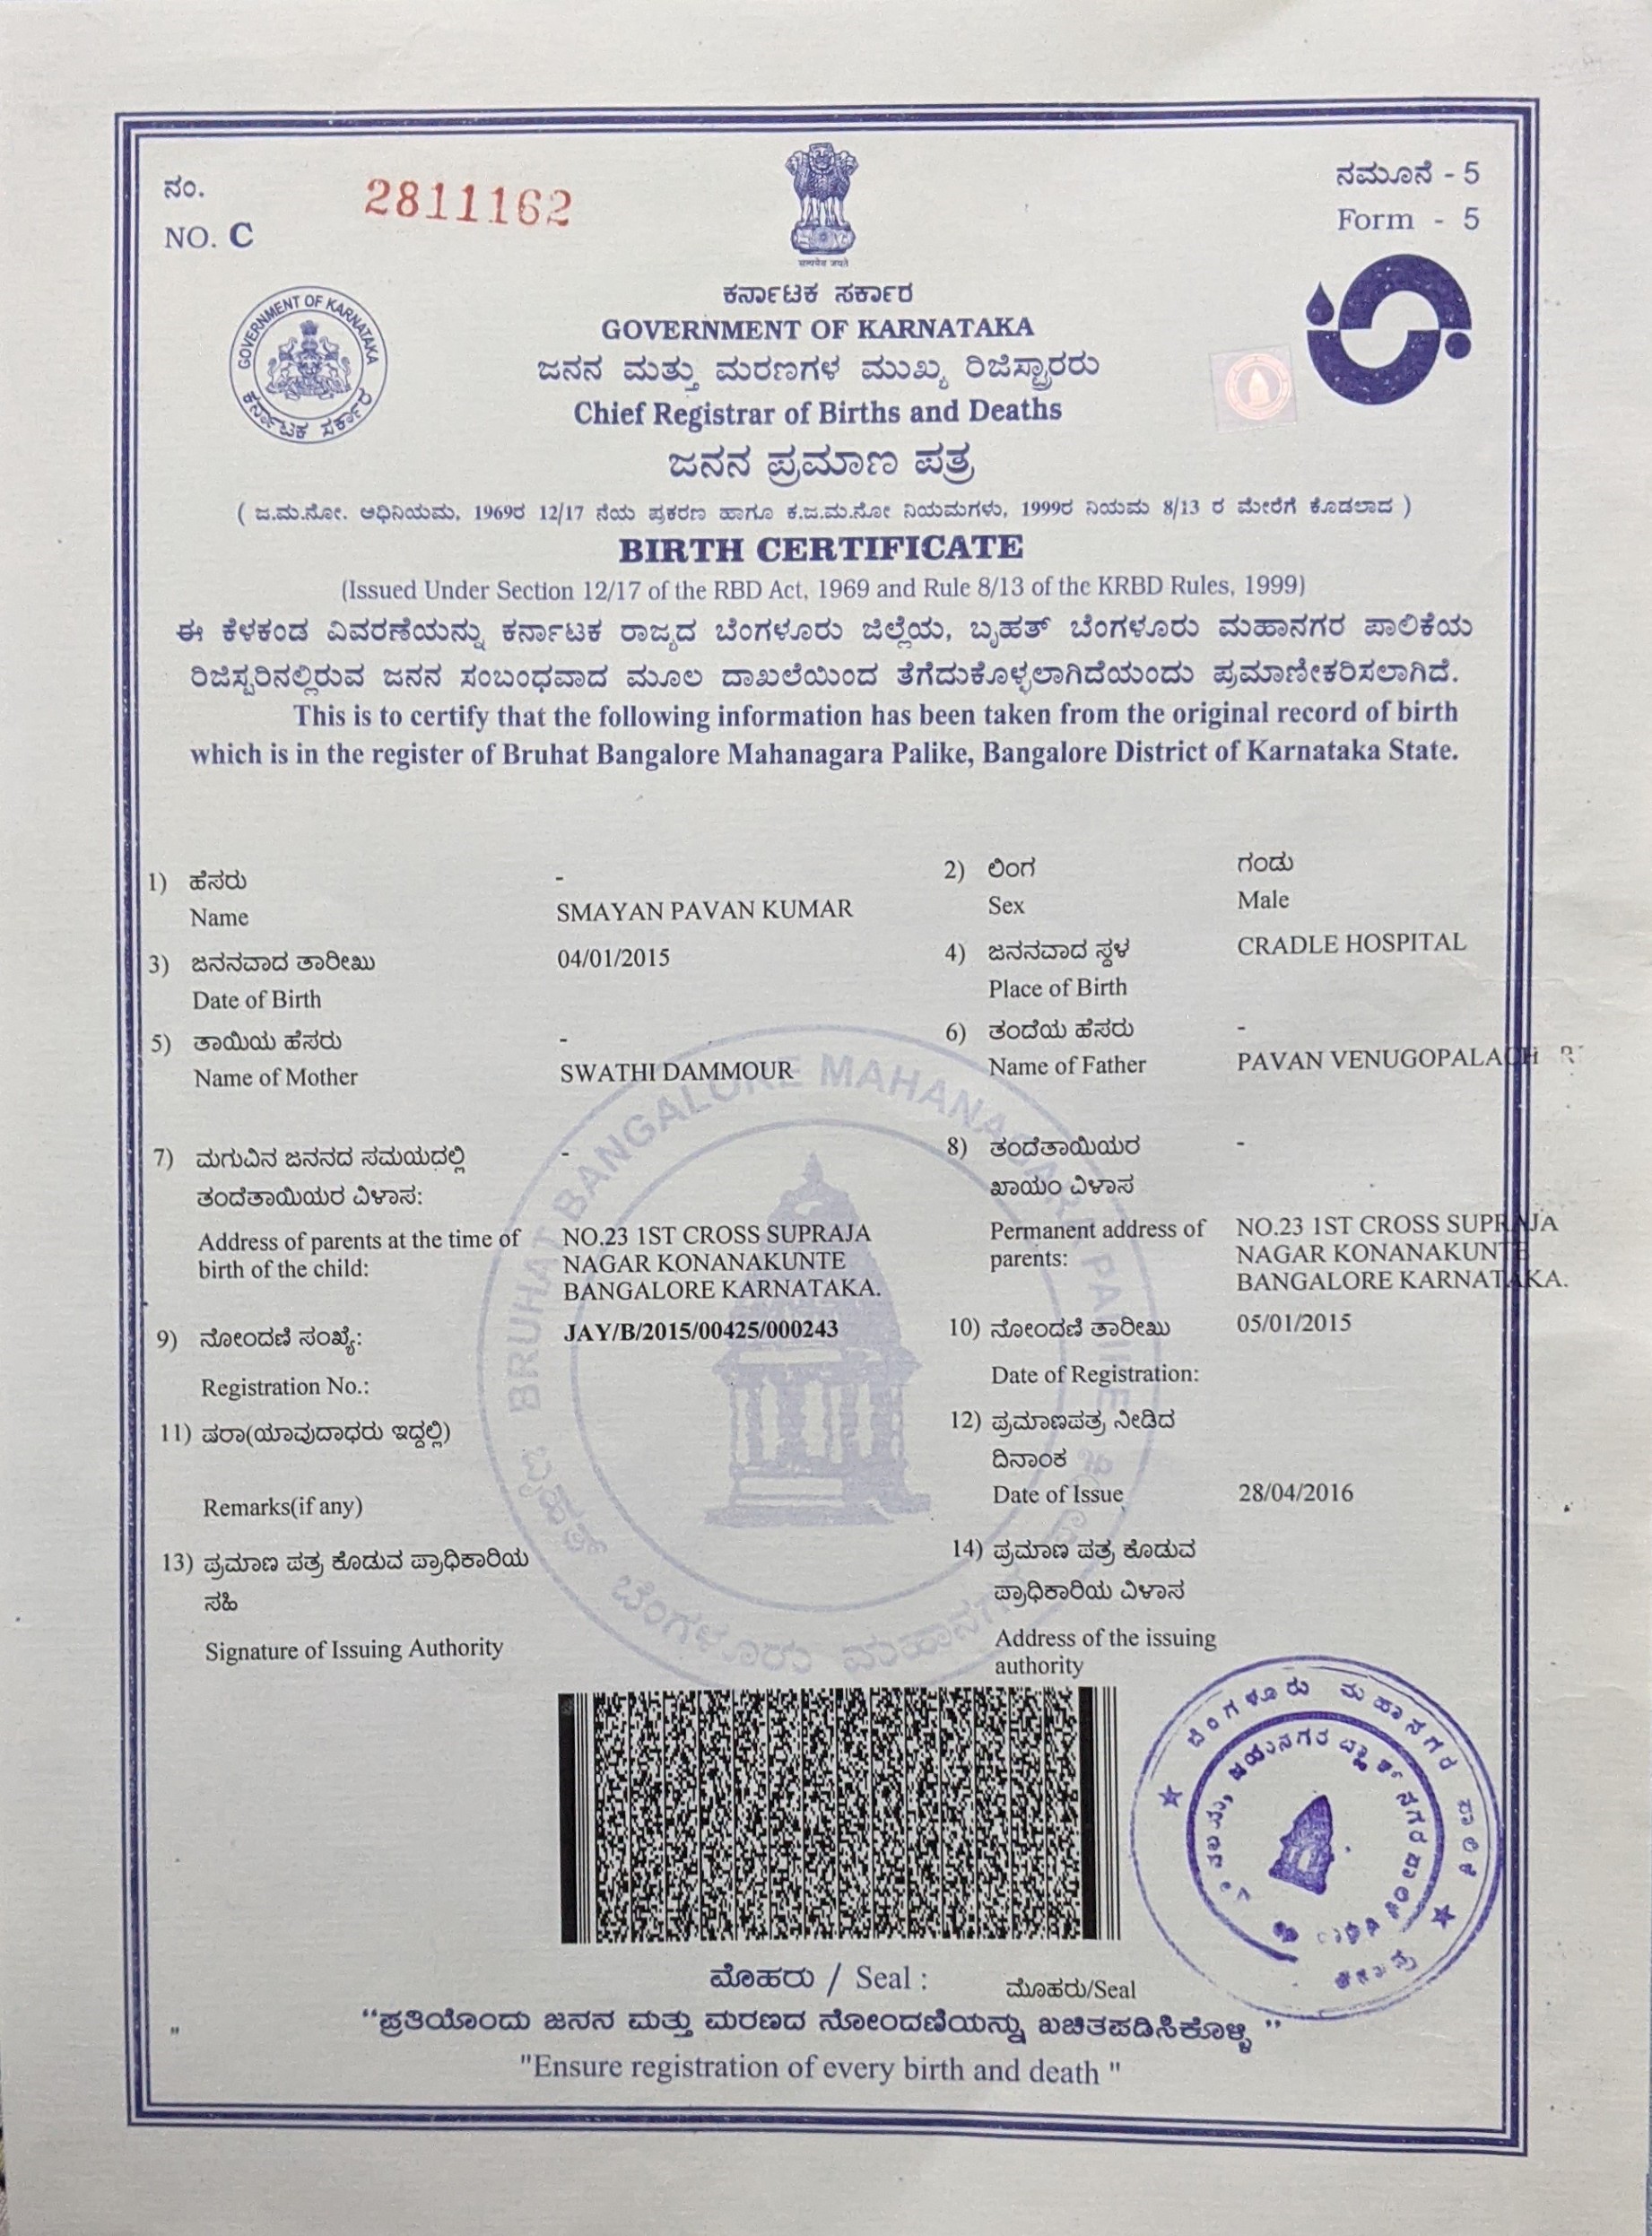 ನಂ.
NO. C
2811162
ನಮೂನೆ - 5
Form - 5
सत्यमेव जयते
GOVERNMENT OF KARNATAKA
ಕರ್ನಾಟಕ ಸರ್ಕಾರ
ಕರ್ನಾಟಕ ಸರ್ಕಾರ
GOVERNMENT OF KARNATAKA
ಜನನ ಮತ್ತು ಮರಣಗಳ ಮುಖ್ಯ ರಿಜಿಸ್ಟ್ರಾರರು
Chief Registrar of Births and Deaths
ಜನನ ಪ್ರಮಾಣ ಪತ್ರ
( ಜ.ಮ.ನೋ. ಅಧಿನಿಯಮ, 1969ರ 12/17 ನೆಯ ಪ್ರಕರಣ ಹಾಗೂ ಕ.ಜ.ಮ.ನೋ ನಿಯಮಗಳು, 1999ರ ನಿಯಮ 8/13 ರ ಮೇರೆಗೆ ಕೊಡಲಾದ )
BIRTH CERTIFICATE
(Issued Under Section 12/17 of the RBD Act, 1969 and Rule 8/13 of the KRBD Rules, 1999)
ಈ ಕೆಳಕಂಡ ವಿವರಣೆಯನ್ನು ಕರ್ನಾಟಕ ರಾಜ್ಯದ ಬೆಂಗಳೂರು ಜಿಲ್ಲೆಯ, ಬೃಹತ್ ಬೆಂಗಳೂರು ಮಹಾನಗರ ಪಾಲಿಕೆಯ
ರಿಜಿಸ್ಟರಿನಲ್ಲಿರುವ ಜನನ ಸಂಬಂಧವಾದ ಮೂಲ ದಾಖಲೆಯಿಂದ ತೆಗೆದುಕೊಳ್ಳಲಾಗಿದೆಯಂದು ಪ್ರಮಾಣೀಕರಿಸಲಾಗಿದೆ.
This is to certify that the following information has been taken from the original record of birth
which is in the register of Bruhat Bangalore Mahanagara Palike, Bangalore District of Karnataka State.
1) ಹೆಸರು -
Name SMAYAN PAVAN KUMAR
2) ಲಿಂಗ ಗಂಡು
Sex Male
3) ಜನನವಾದ ತಾರೀಖು 04/01/2015
Date of Birth
4) ಜನನವಾದ ಸ್ಥಳ CRADLE HOSPITAL
Place of Birth
5) ತಾಯಿಯ ಹೆಸರು -
Name of Mother SWATHI DAMMOUR
6) ತಂದೆಯ ಹೆಸರು -
Name of Father PAVAN VENUGOPALACH R
7) ಮಗುವಿನ ಜನನದ ಸಮಯದಲ್ಲಿ -
ತಂದೆತಾಯಿಯರ ವಿಳಾಸ:
Address of parents at the time of
birth of the child:
NO.23 1ST CROSS SUPRAJA
NAGAR KONANAKUNTE
BANGALORE KARNATAKA.
8) ತಂದೆತಾಯಿಯರ -
ಖಾಯಂ ವಿಳಾಸ
Permanent address of
parents:
NO.23 1ST CROSS SUPRAJA
NAGAR KONANAKUNTE
BANGALORE KARNATAKA.
9) ನೋಂದಣಿ ಸಂಖ್ಯೆ: JAY/B/2015/00425/000243
Registration No.:
10) ನೋಂದಣಿ ತಾರೀಖು 05/01/2015
Date of Registration:
11) ಷರಾ(ಯಾವುದಾಧರು ಇದ್ದಲ್ಲಿ)
Remarks(if any)
12) ಪ್ರಮಾಣಪತ್ರ ನೀಡಿದ
ದಿನಾಂಕ
Date of Issue 28/04/2016
13) ಪ್ರಮಾಣ ಪತ್ರ ಕೊಡುವ ಪ್ರಾಧಿಕಾರಿಯ
ಸಹಿ
Signature of Issuing Authority
14) ಪ್ರಮಾಣ ಪತ್ರ ಕೊಡುವ
ಪ್ರಾಧಿಕಾರಿಯ ವಿಳಾಸ
Address of the issuing
authority
BRUHAT BANGALORE MAHANAGARA PALIKE
ಬೃಹತ್ ಬೆಂಗಳೂರು ಮಹಾನಗರ
ಬೆಂಗಳೂರು ಮಹಾನಗರ ಪಾಲಿಕೆ
ಮೊಹರು / Seal :
ಮೊಹರು/Seal
“ಪ್ರತಿಯೊಂದು ಜನನ ಮತ್ತು ಮರಣದ ನೋಂದಣಿಯನ್ನು ಖಚಿತಪಡಿಸಿಕೊಳ್ಳಿ ”
"Ensure registration of every birth and death "